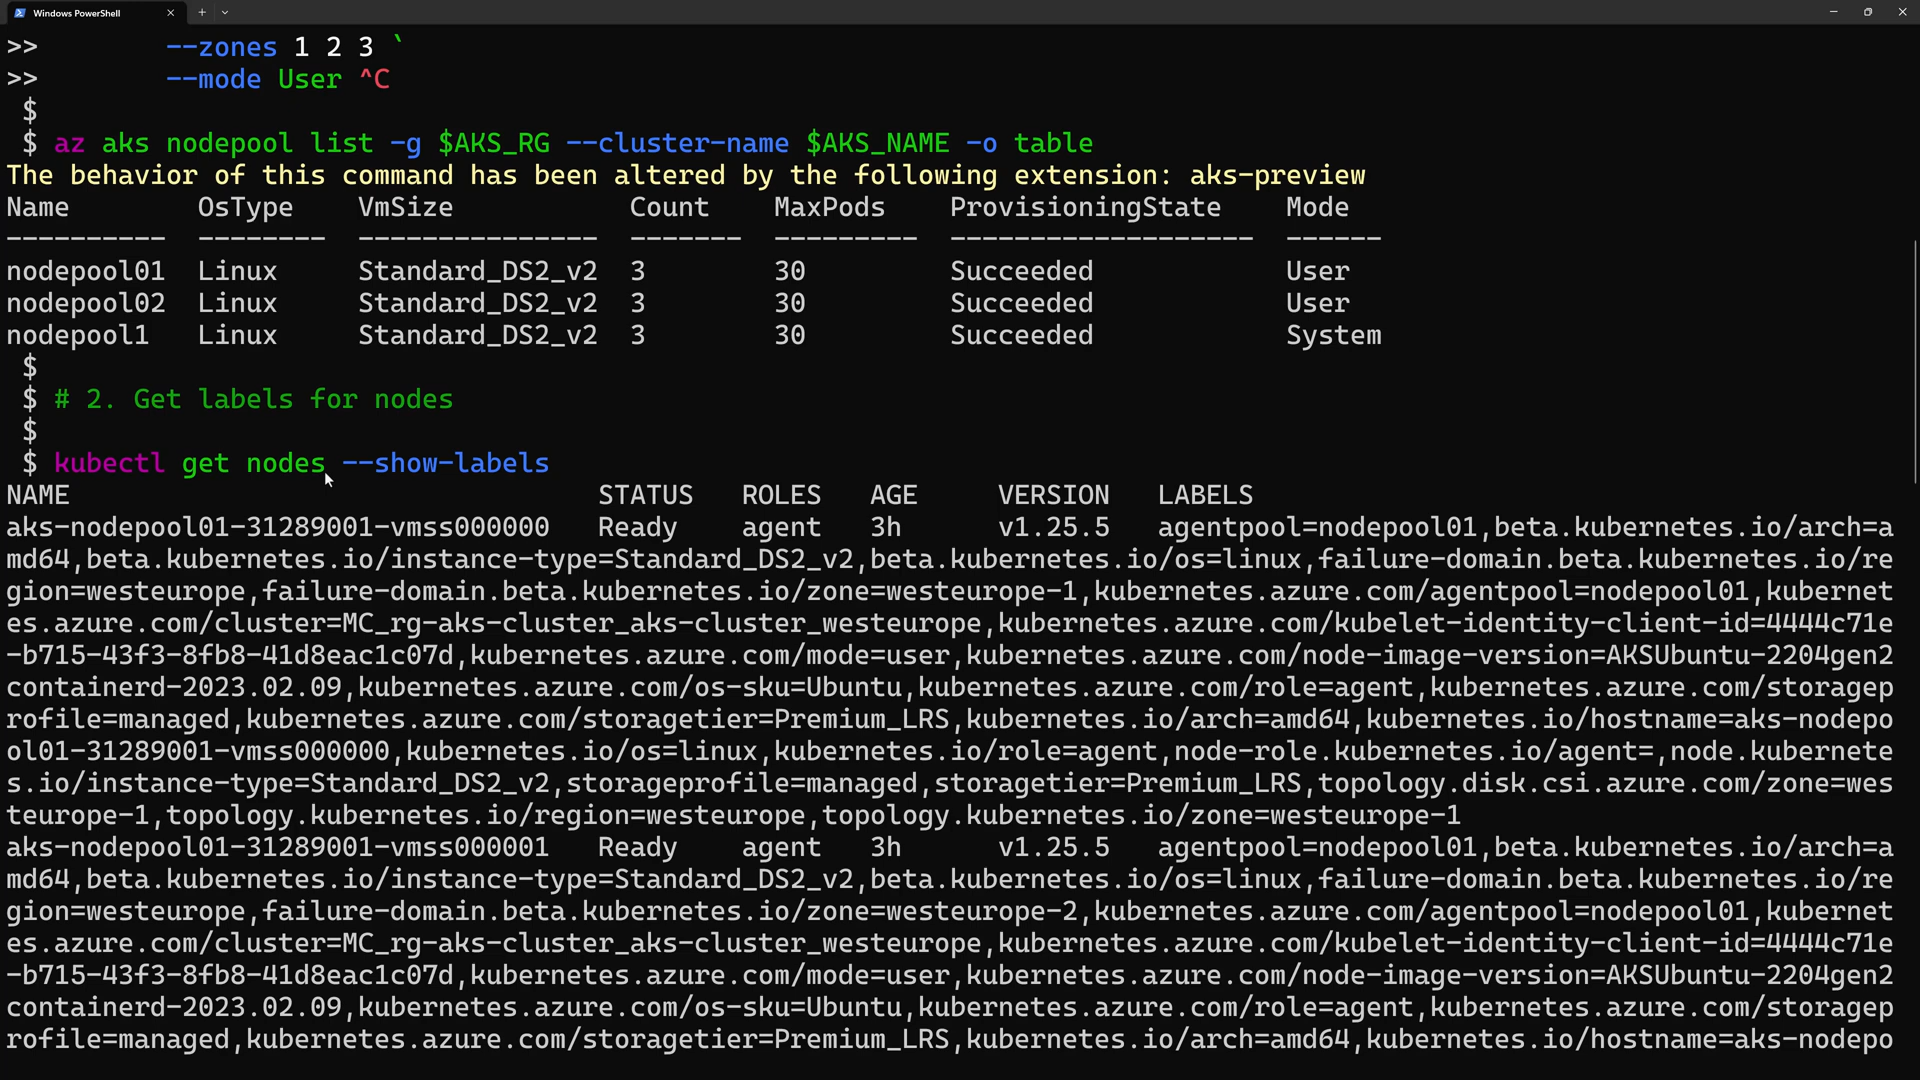 Windows PowerShell
>> --zones 1 2 3 `
>> --mode User ^C
$
$ az aks nodepool list -g $AKS_RG --cluster-name $AKS_NAME -o table
The behavior of this command has been altered by the following extension: aks-preview
Name OsType VmSize Count MaxPods ProvisioningState Mode
---------- -------- --------------- ------- --------- ------------------- ------
nodepool01 Linux Standard_DS2_v2 3 30 Succeeded User
nodepool02 Linux Standard_DS2_v2 3 30 Succeeded User
nodepool1 Linux Standard_DS2_v2 3 30 Succeeded System
$
$ # 2. Get labels for nodes
$
$ kubectl get nodes --show-labels
NAME STATUS ROLES AGE VERSION LABELS
aks-nodepool01-31289001-vmss000000 Ready agent 3h v1.25.5 agentpool=nodepool01,beta.kubernetes.io/arch=a
md64,beta.kubernetes.io/instance-type=Standard_DS2_v2,beta.kubernetes.io/os=linux,failure-domain.beta.kubernetes.io/re
gion=westeurope,failure-domain.beta.kubernetes.io/zone=westeurope-1,kubernetes.azure.com/agentpool=nodepool01,kubernet
es.azure.com/cluster=MC_rg-aks-cluster_aks-cluster_westeurope,kubernetes.azure.com/kubelet-identity-client-id=4444c71e
-b715-43f3-8fb8-41d8eac1c07d,kubernetes.azure.com/mode=user,kubernetes.azure.com/node-image-version=AKSUbuntu-2204gen2
containerd-2023.02.09,kubernetes.azure.com/os-sku=Ubuntu,kubernetes.azure.com/role=agent,kubernetes.azure.com/storagep
rofile=managed,kubernetes.azure.com/storagetier=Premium_LRS,kubernetes.io/arch=amd64,kubernetes.io/hostname=aks-nodepo
ol01-31289001-vmss000000,kubernetes.io/os=linux,kubernetes.io/role=agent,node-role.kubernetes.io/agent=,node.kubernete
s.io/instance-type=Standard_DS2_v2,storageprofile=managed,storagetier=Premium_LRS,topology.disk.csi.azure.com/zone=wes
teurope-1,topology.kubernetes.io/region=westeurope,topology.kubernetes.io/zone=westeurope-1
aks-nodepool01-31289001-vmss000001 Ready agent 3h v1.25.5 agentpool=nodepool01,beta.kubernetes.io/arch=a
md64,beta.kubernetes.io/instance-type=Standard_DS2_v2,beta.kubernetes.io/os=linux,failure-domain.beta.kubernetes.io/re
gion=westeurope,failure-domain.beta.kubernetes.io/zone=westeurope-2,kubernetes.azure.com/agentpool=nodepool01,kubernet
es.azure.com/cluster=MC_rg-aks-cluster_aks-cluster_westeurope,kubernetes.azure.com/kubelet-identity-client-id=4444c71e
-b715-43f3-8fb8-41d8eac1c07d,kubernetes.azure.com/mode=user,kubernetes.azure.com/node-image-version=AKSUbuntu-2204gen2
containerd-2023.02.09,kubernetes.azure.com/os-sku=Ubuntu,kubernetes.azure.com/role=agent,kubernetes.azure.com/storagep
rofile=managed,kubernetes.azure.com/storagetier=Premium_LRS,kubernetes.io/arch=amd64,kubernetes.io/hostname=aks-nodepo